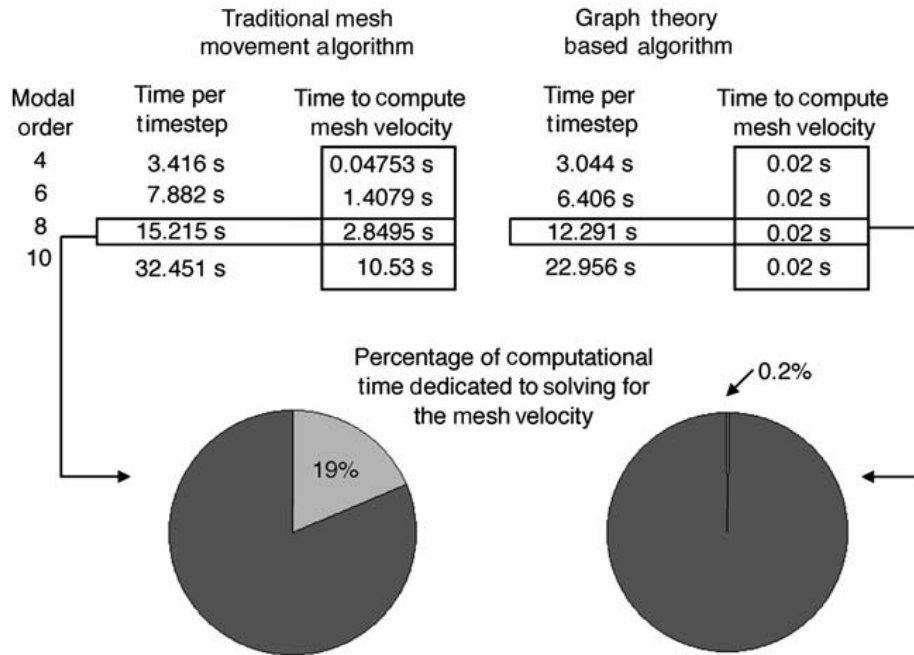 Traditional mesh
movement algorithm
Graph theory
based algorithm
Modal
order
Time per
timestep
Time to compute
mesh velocity
Time per
timestep
Time to compute
mesh velocity
4 3.416 s 0.04753 s 3.044 s 0.02 s
6 7.882 s 1.4079 s 6.406 s 0.02 s
8 15.215 s 2.8495 s 12.291 s 0.02 s
10 32.451 s 10.53 s 22.956 s 0.02 s
Percentage of computational
time dedicated to solving for
the mesh velocity
0.2%
19%